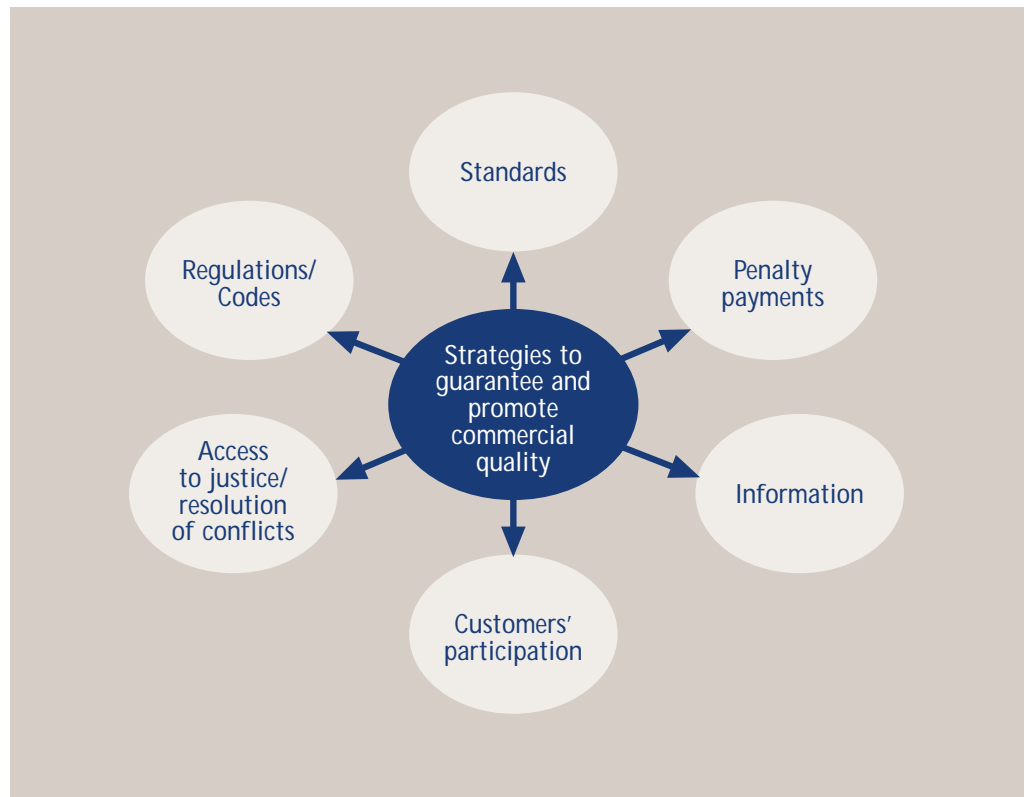 Standards
Regulations/
Codes
Penalty
payments
Strategies to
guarantee and
promote
commercial
quality
Access
to justice/
resolution
of conflicts
Information
Customers’
participation